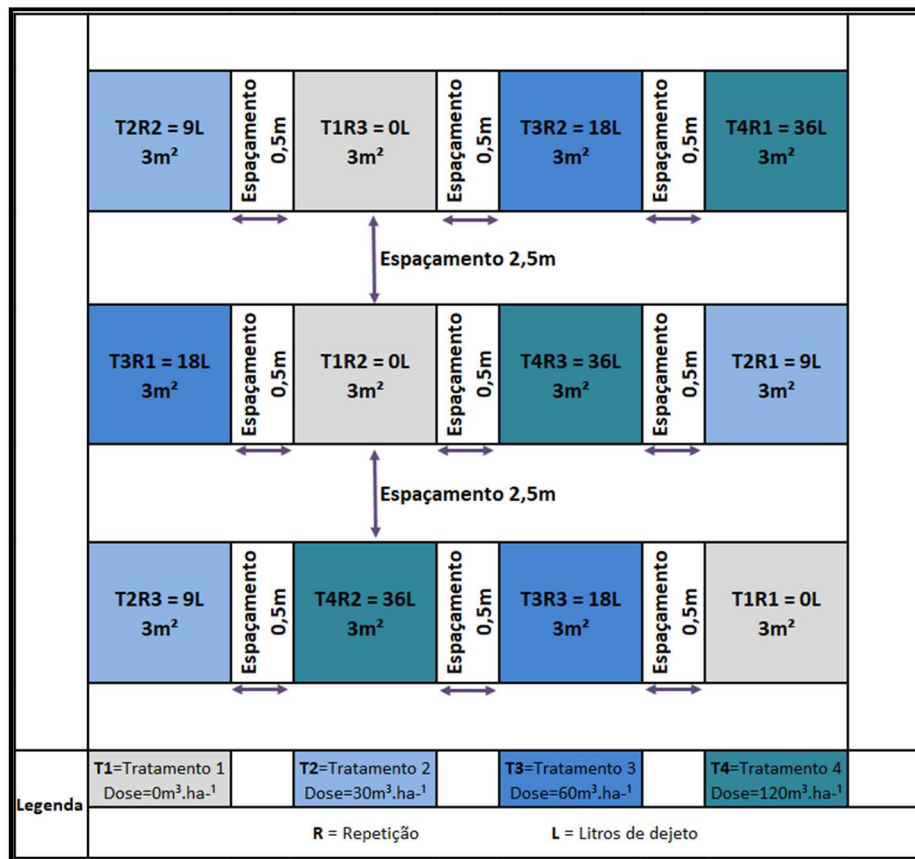 T2R2 = 9L
3m²
Espaçamento
0,5m
T1R3 = 0L
3m²
Espaçamento
0,5m
T3R2 = 18L
3m²
Espaçamento
0,5m
T4R1 = 36L
3m²
Espaçamento 2,5m
T3R1 = 18L
3m²
Espaçamento
0,5m
T1R2 = 0L
3m²
Espaçamento
0,5m
T4R3 = 36L
3m²
Espaçamento
0,5m
T2R1 = 9L
3m²
Espaçamento 2,5m
T2R3 = 9L
3m²
Espaçamento
0,5m
T4R2 = 36L
3m²
Espaçamento
0,5m
T3R3 = 18L
3m²
Espaçamento
0,5m
T1R1 = 0L
3m²
Legenda
T1=Tratamento 1
Dose=0m³.ha-¹
T2=Tratamento 2
Dose=30m³.ha-¹
T3=Tratamento 3
Dose=60m³.ha-¹
T4=Tratamento 4
Dose=120m³.ha-¹
R = Repetição
L = Litros de dejeto